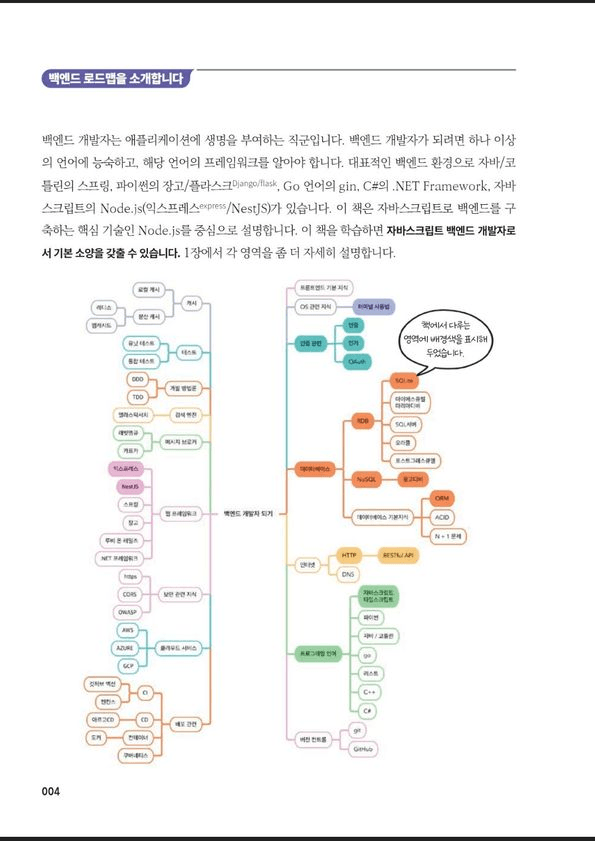 백엔드 로드맵을 소개합니다
백엔드 개발자는 애플리케이션에 생명을 부여하는 직군입니다. 백엔드 개발자가 되려면 하나 이상
의 언어에 능숙하고, 해당 언어의 프레임워크를 알아야 합니다. 대표적인 백엔드 환경으로 자바/코
틀린의 스프링, 파이썬의 장고/플라스크Django/flask, Go 언어의 gin, C#의 .NET Framework, 자바
스크립트의 Node.js(익스프레스express/NestJS)가 있습니다. 이 책은 자바스크립트로 백엔드를 구
축하는 핵심 기술인 Node.js를 중심으로 설명합니다. 이 책을 학습하면 자바스크립트 백엔드 개발자로
서 기본 소양을 갖출 수 있습니다. 1장에서 각 영역을 좀 더 자세히 설명합니다.
로컬 캐시
레디스
멤캐시드
분산 캐시
캐시
유닛 테스트
통합 테스트
테스트
DDD
TDD
개발 방법론
엘라스틱서치
검색 엔진
래빗엠큐
카프카
메시지 브로커
익스프레스
NestJS
스프링
장고
루비 온 레일즈
.NET 프레임워크
웹 프레임워크
https
CORS
OWASP
보안 관련 지식
AWS
AZURE
GCP
클라우드 서비스
깃허브 액션
젠킨스
CI
아르고CD
CD
도커
컨테이너
쿠버네티스
배포 관련
백엔드 개발자 되기
프론트엔드 기본 지식
OS 관련 지식
터미널 사용법
인증 관련
인증
인가
OAuth
책에서 다루는
영역에 배경색을 표시해
두었습니다.
데이터베이스
RDB
SQLite
마이에스큐엘
마리아디비
SQL서버
오라클
포스트그레스큐엘
NoSQL
몽고디비
데이터베이스 기본지식
ORM
ACID
N + 1 문제
인터넷
HTTP
RESTful API
DNS
프로그래밍 언어
자바스크립트
타입스크립트
파이썬
자바 / 코틀린
go
러스트
C++
C#
버전 컨트롤
git
GitHub
004